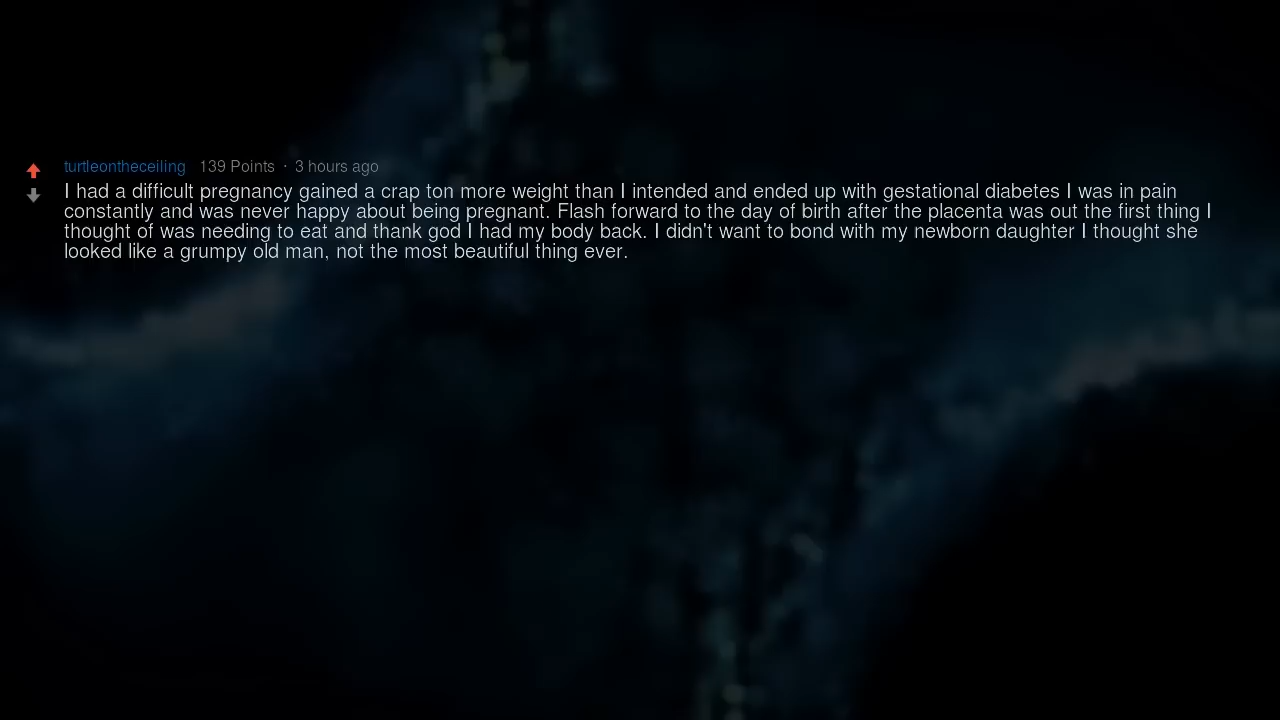 turtleontheceiling 139 Points · 3 hours ago
I had a difficult pregnancy gained a crap ton more weight than I intended and ended up with gestational diabetes I was in pain
constantly and was never happy about being pregnant. Flash forward to the day of birth after the placenta was out the first thing I
thought of was needing to eat and thank god I had my body back. I didn't want to bond with my newborn daughter I thought she
looked like a grumpy old man, not the most beautiful thing ever.